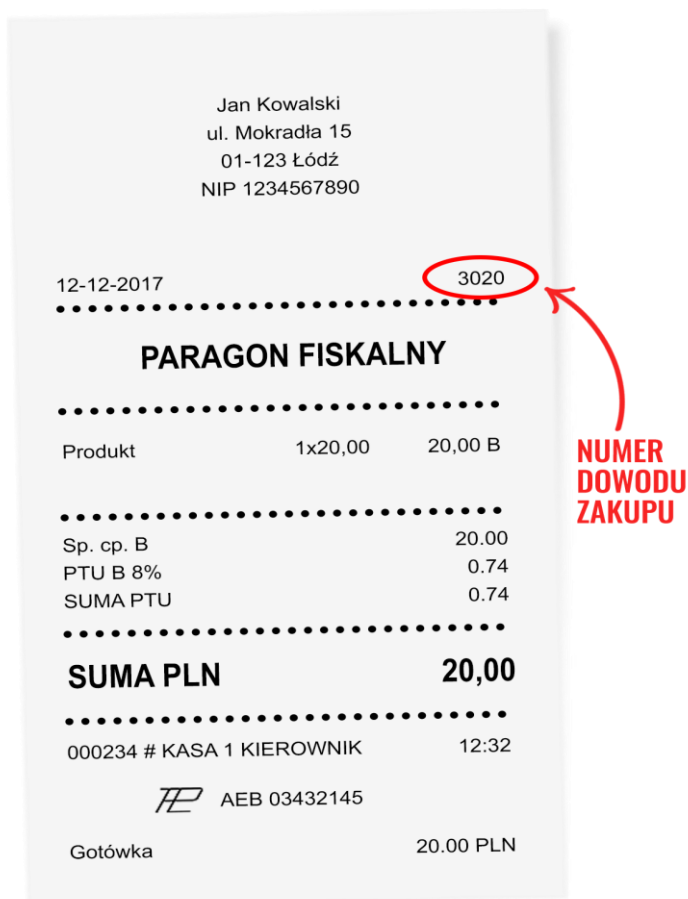 Jan Kowalski
ul. Mokradła 15
01-123 Łódź
NIP 1234567890
12-12-2017 3020
PARAGON FISKALNY
Produkt 1x20,00 20,00 B
NUMER
DOWODU
ZAKUPU
Sp. cp. B 20.00
PTU B 8% 0.74
SUMA PTU 0.74
SUMA PLN 20,00
000234 # KASA 1 KIEROWNIK 12:32
AEB 03432145
Gotówka 20.00 PLN